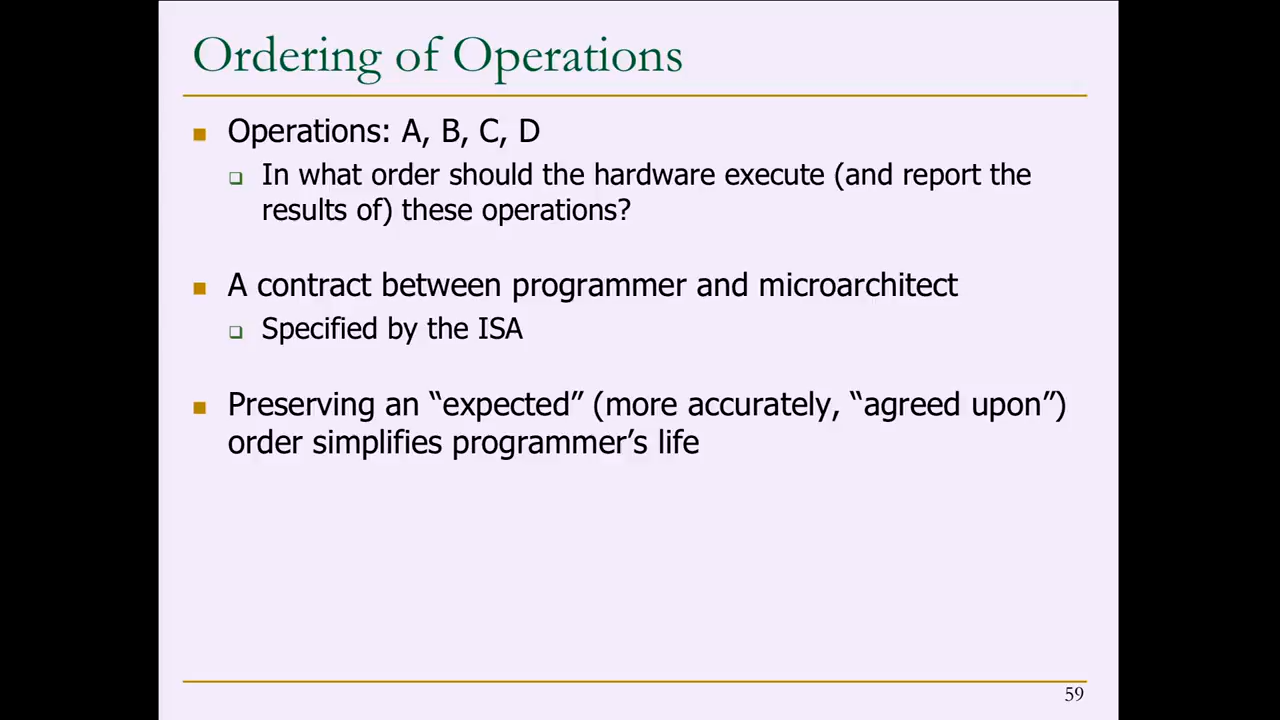 Ordering of Operations
Operations: A, B, C, D
In what order should the hardware execute (and report the
results of) these operations?
A contract between programmer and microarchitect
Specified by the ISA
Preserving an “expected” (more accurately, “agreed upon”)
order simplifies programmer’s life
59